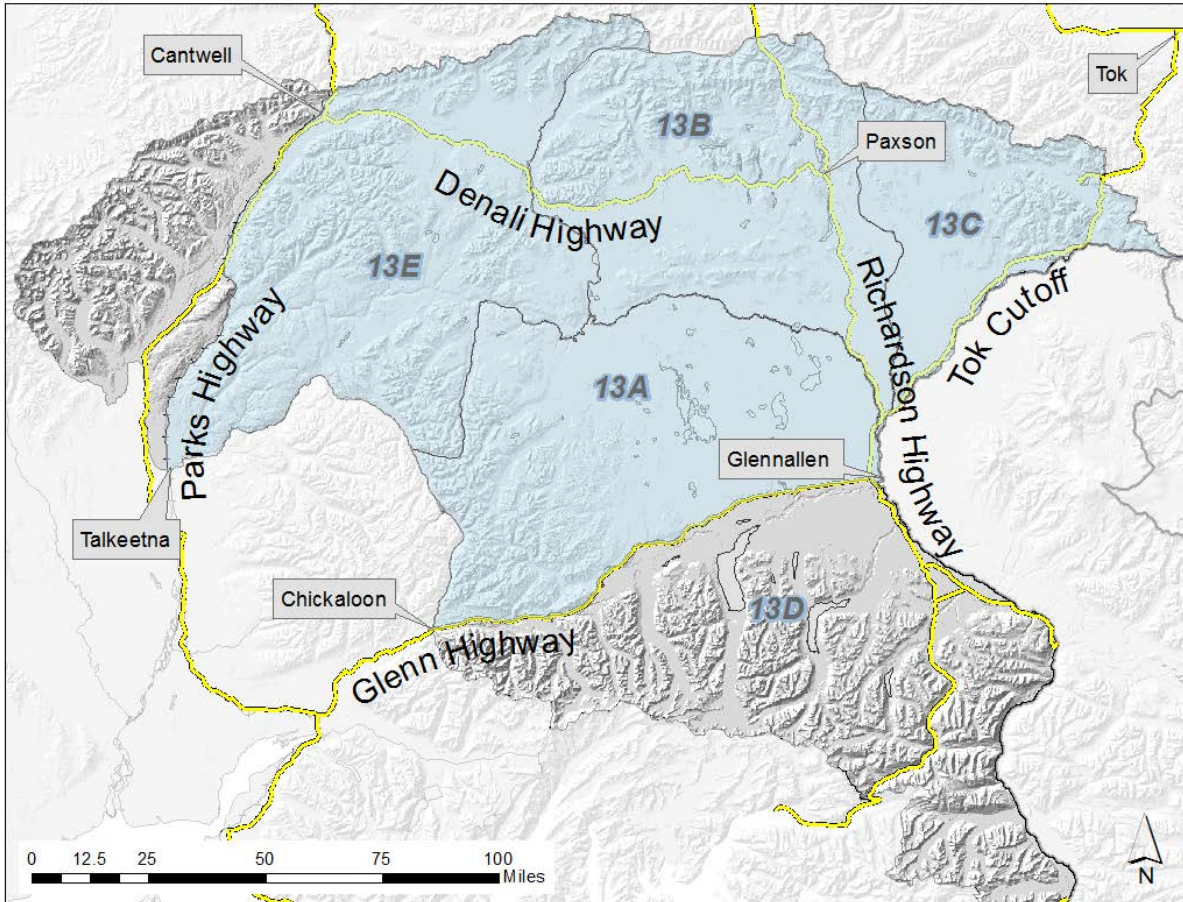 Cantwell
Tok
13B
Paxson
Denali Highway
13C
13E
Richardson Highway
Tok Cutoff
Parks Highway
13A
Glennallen
Talkeetna
Chickaloon
13D
Glenn Highway
0 12.5 25 50 75 100
Miles
N